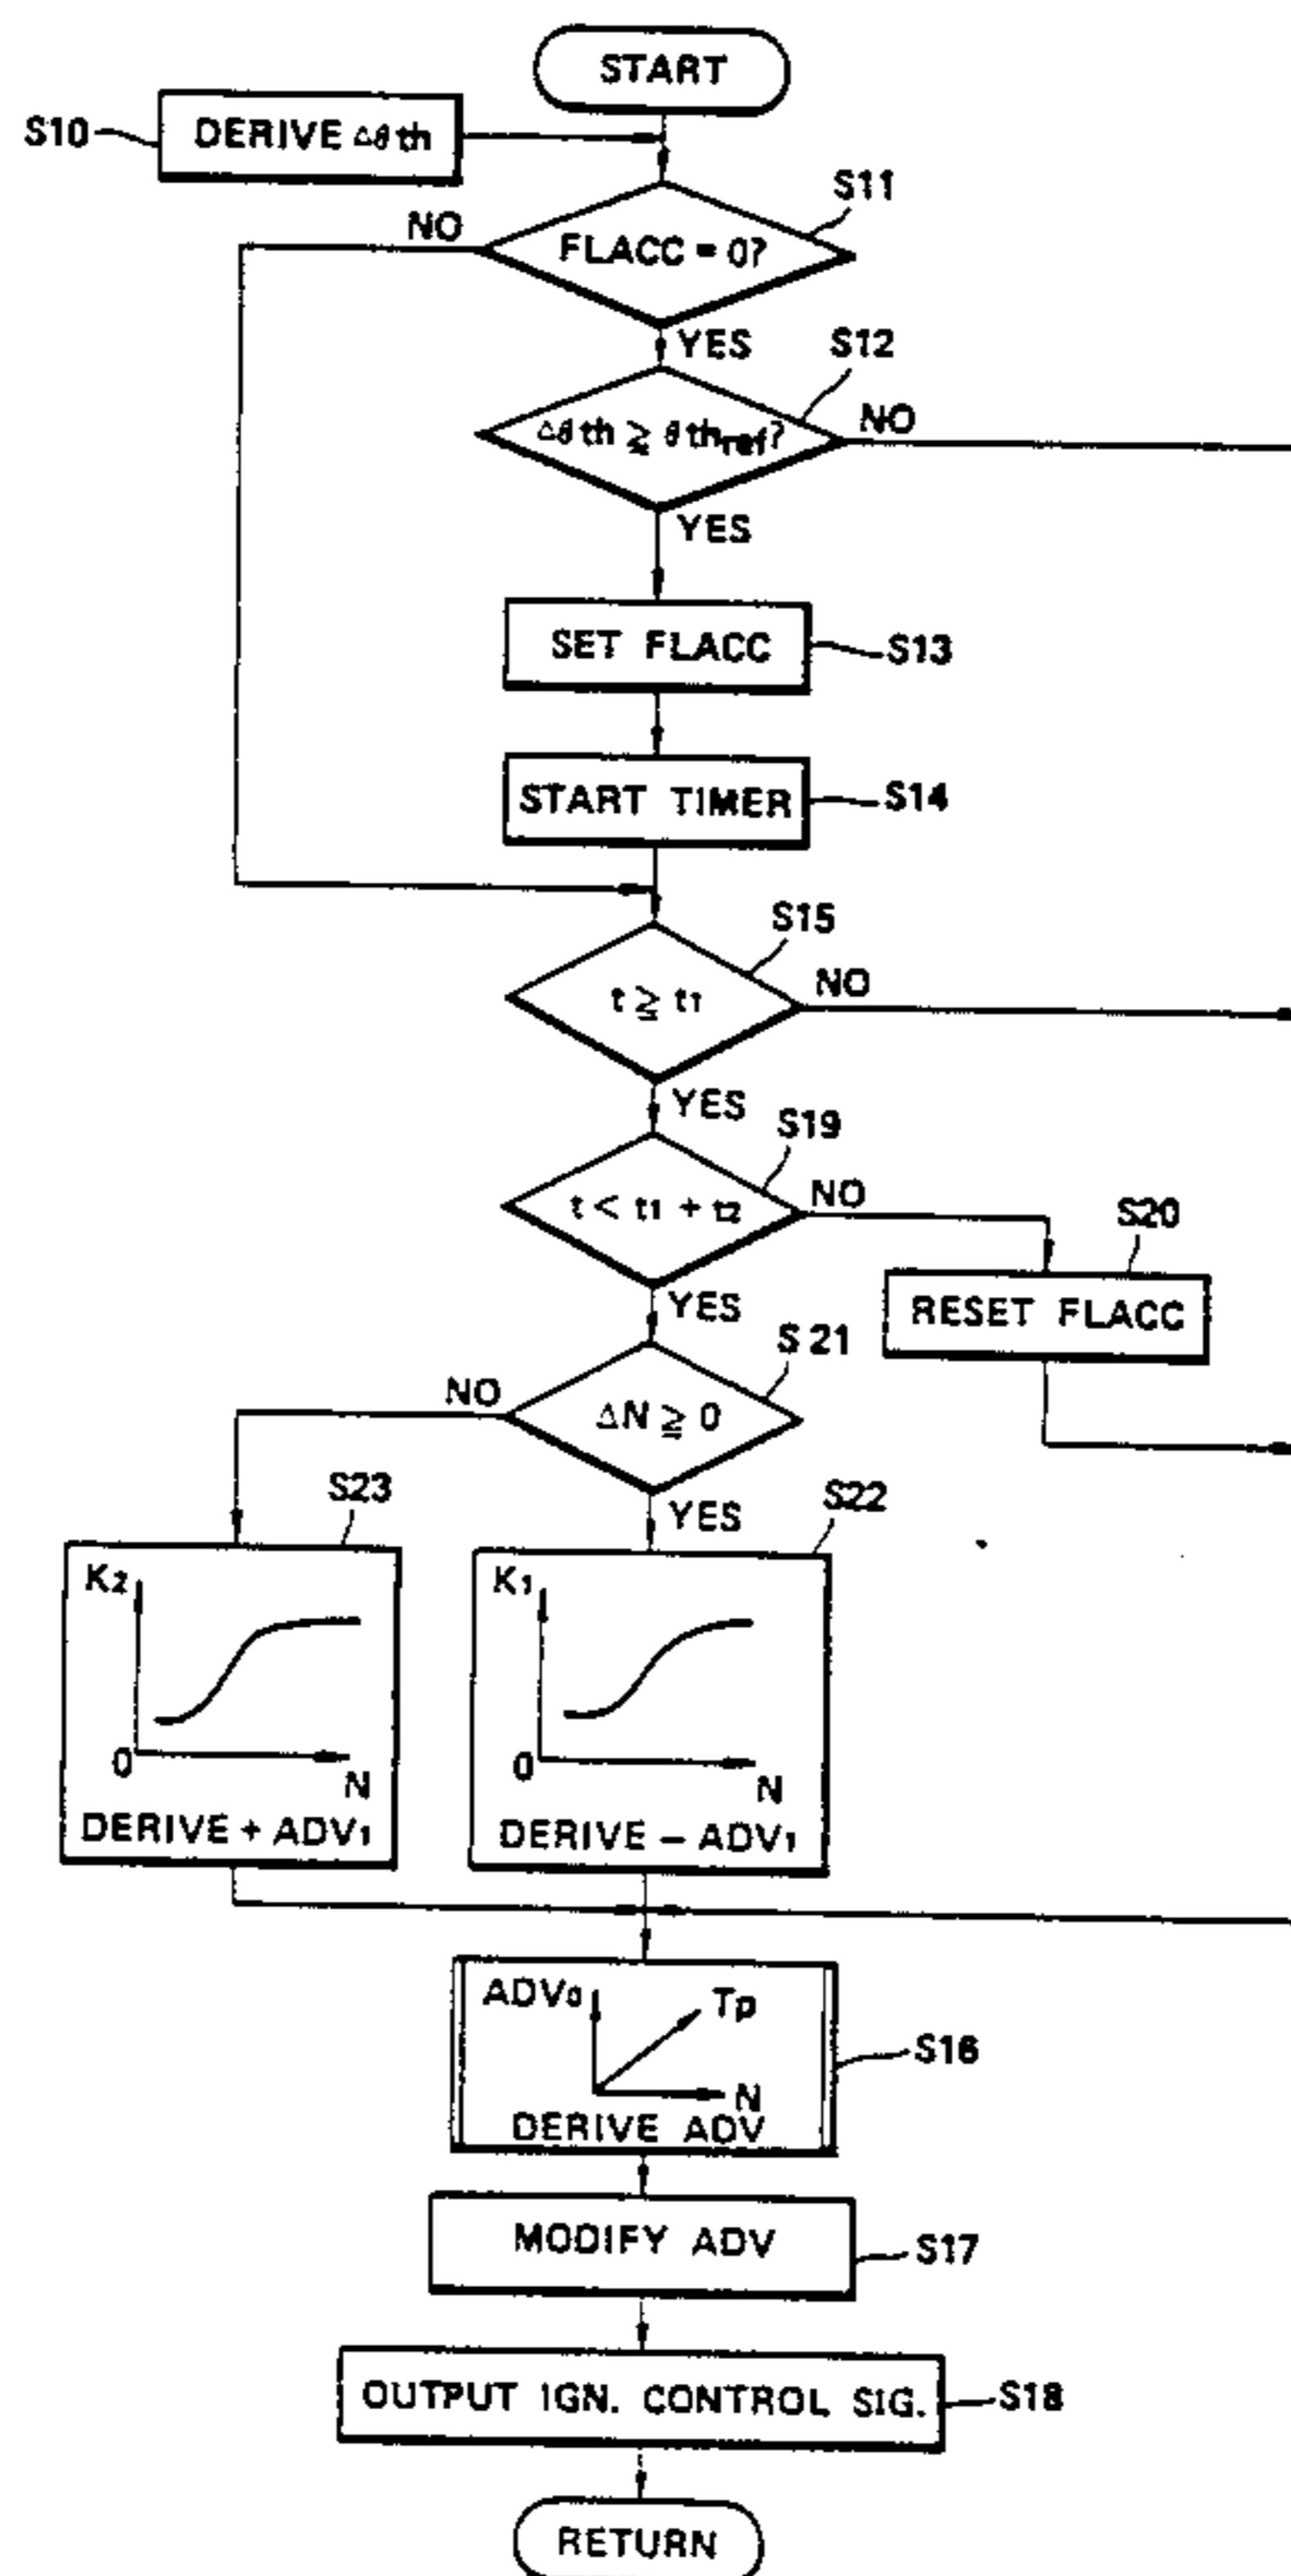 START
S10
DERIVE Δθth
S11
NO
FLACC = 0?
YES
S12
Δθth ≧ θthref?
NO
YES
SET FLACC
S13
START TIMER
S14
S15
t ≧ t1
NO
YES
S19
t < t1 + t2
NO
S20
YES
RESET FLACC
S21
NO
ΔN ≧ 0
S23
YES
S22
K2
0
N
DERIVE + ADV1
K1
0
N
DERIVE - ADV1
ADV0
Tp
N
DERIVE ADV
S16
MODIFY ADV
S17
OUTPUT IGN. CONTROL SIG.
S18
RETURN